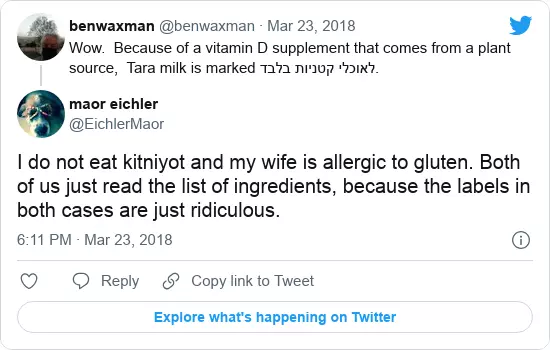 benwaxman @benwaxman · Mar 23, 2018
Wow.  Because of a vitamin D supplement that comes from a plant
source,  Tara milk is marked לאוכלי קטניות בלבד.
maor eichler
@EichlerMaor
I do not eat kitniyot and my wife is allergic to gluten. Both
of us just read the list of ingredients, because the labels in
both cases are just ridiculous.
6:11 PM · Mar 23, 2018
Reply
Copy link to Tweet
Explore what's happening on Twitter